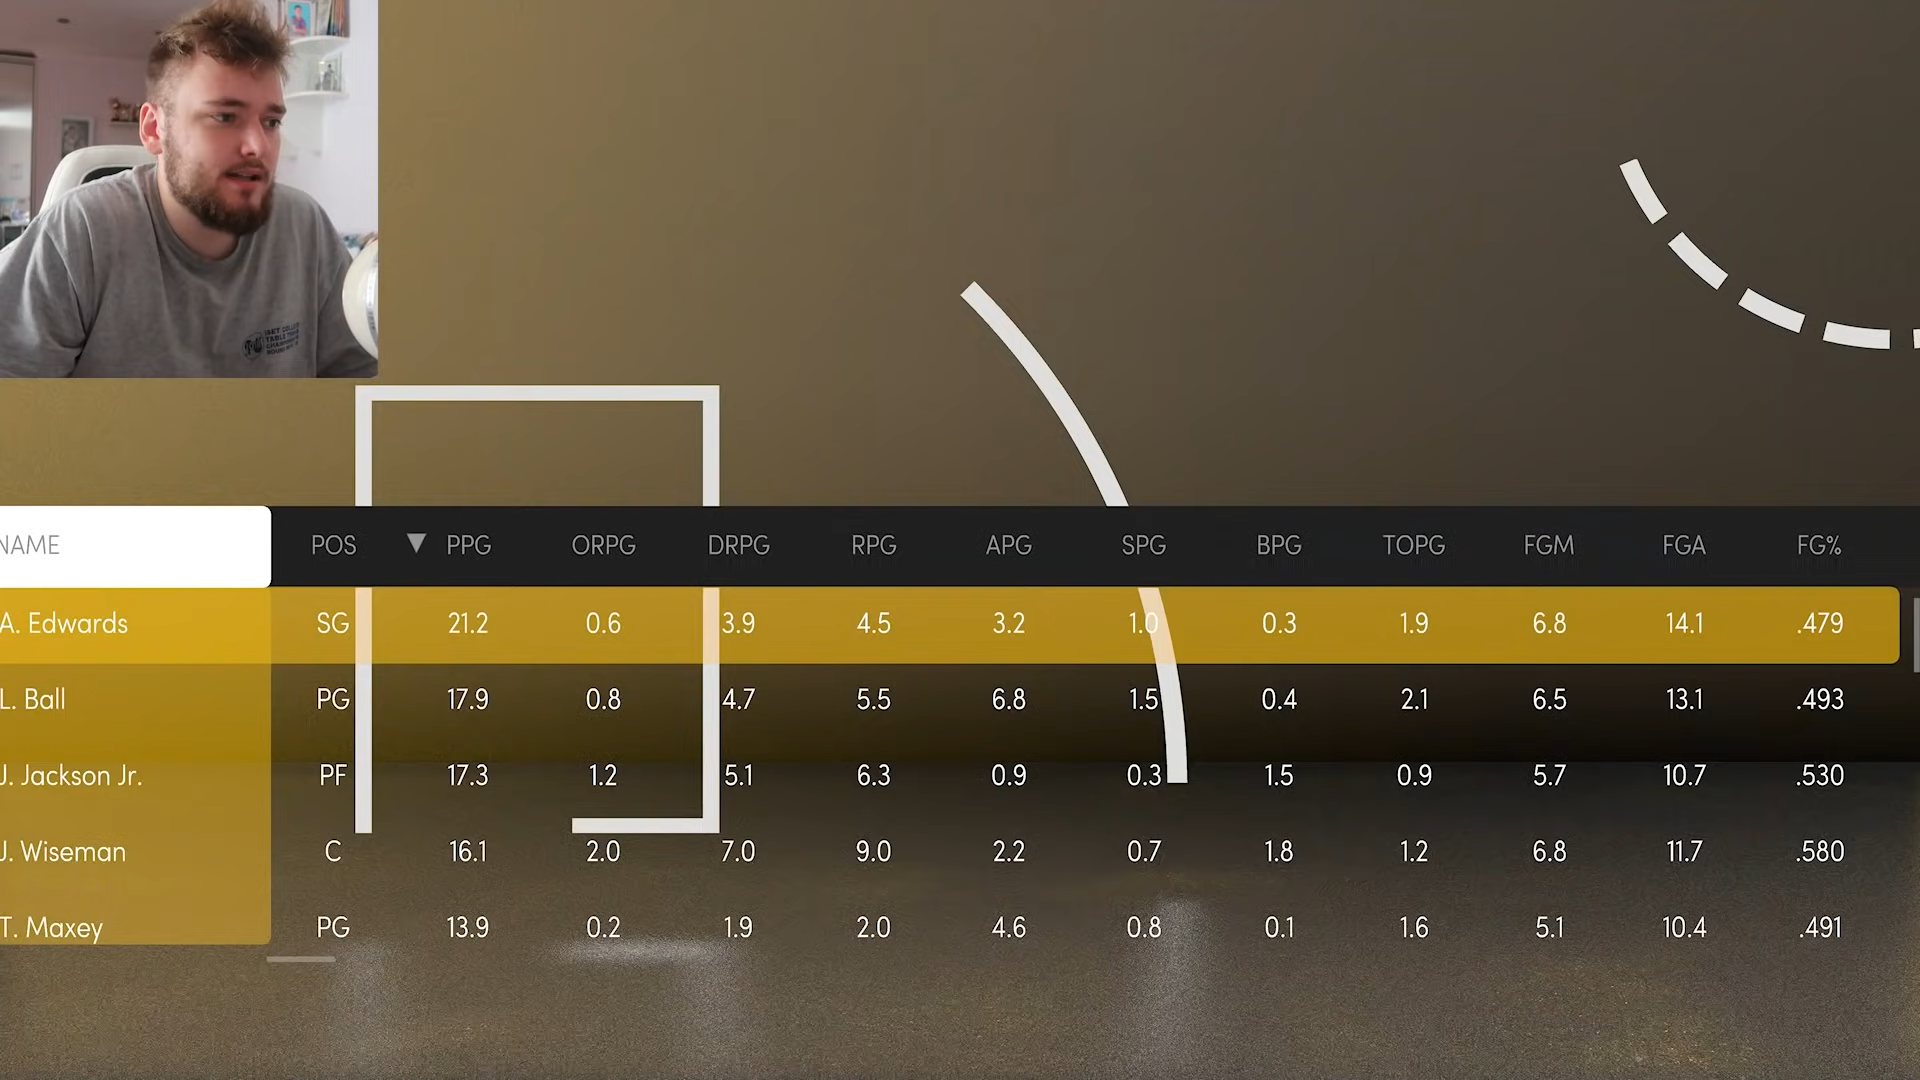 NAME POS ▼ PPG ORPG DRPG RPG APG SPG BPG TOPG FGM FGA FG%
A. Edwards SG 21.2 0.6 3.9 4.5 3.2 1.0 0.3 1.9 6.8 14.1 .479
L. Ball PG 17.9 0.8 4.7 5.5 6.8 1.5 0.4 2.1 6.5 13.1 .493
J. Jackson Jr. PF 17.3 1.2 5.1 6.3 0.9 0.3 1.5 0.9 5.7 10.7 .530
J. Wiseman C 16.1 2.0 7.0 9.0 2.2 0.7 1.8 1.2 6.8 11.7 .580
T. Maxey PG 13.9 0.2 1.9 2.0 4.6 0.8 0.1 1.6 5.1 10.4 .491